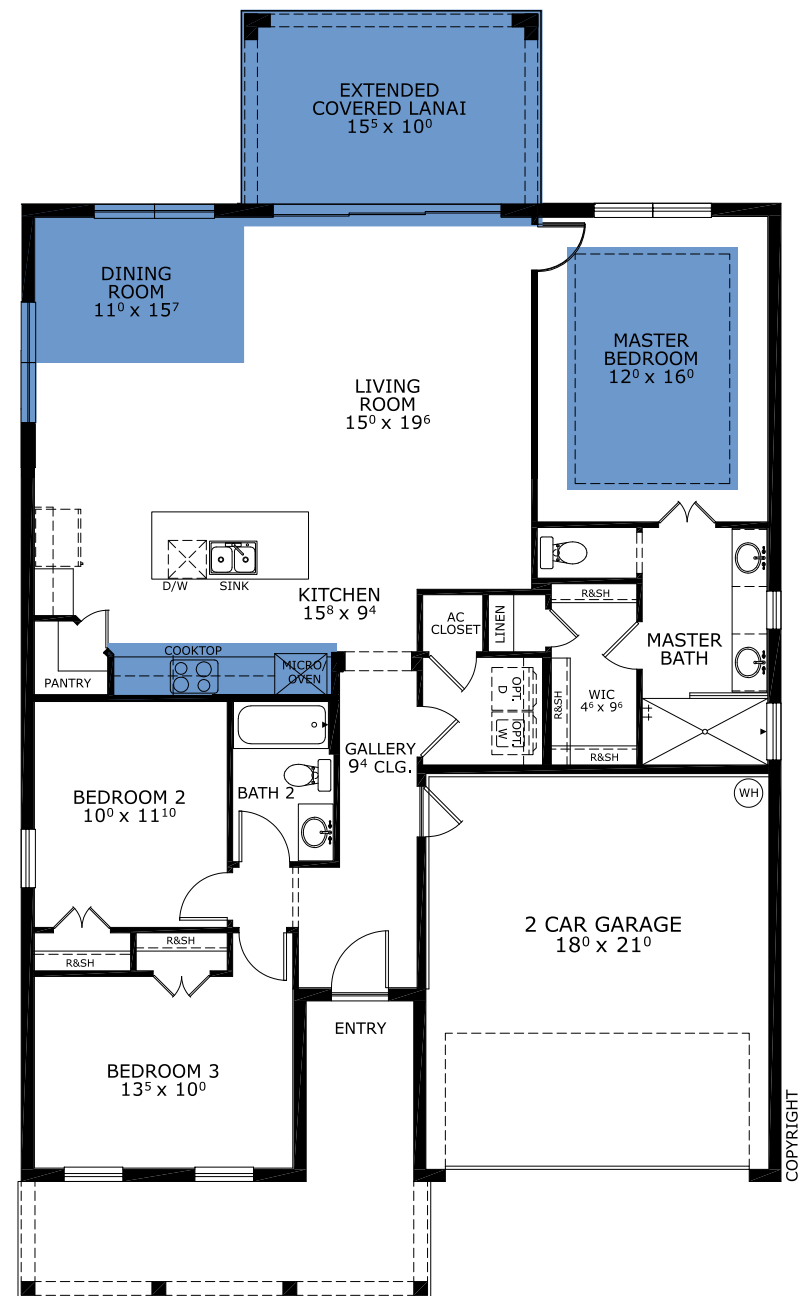 EXTENDED
COVERED LANAI
15⁵ x 10⁰
DINING
ROOM
11⁰ x 15⁷
MASTER
BEDROOM
12⁰ x 16⁰
LIVING
ROOM
15⁰ x 19⁶
D/W
SINK
KITCHEN
15⁸ x 9⁴
R&SH
AC
CLOSET
LINEN
COOKTOP
MICRO/
OVEN
PANTRY
MASTER
BATH
OPT.
D
OPT.
W
R&SH
WIC
4⁶ x 9⁶
R&SH
GALLERY
9⁴ CLG.
BEDROOM 2
10⁰ x 11¹⁰
BATH 2
WH
2 CAR GARAGE
18⁰ x 21⁰
R&SH
R&SH
ENTRY
BEDROOM 3
13⁵ x 10⁰
COPYRIGHT